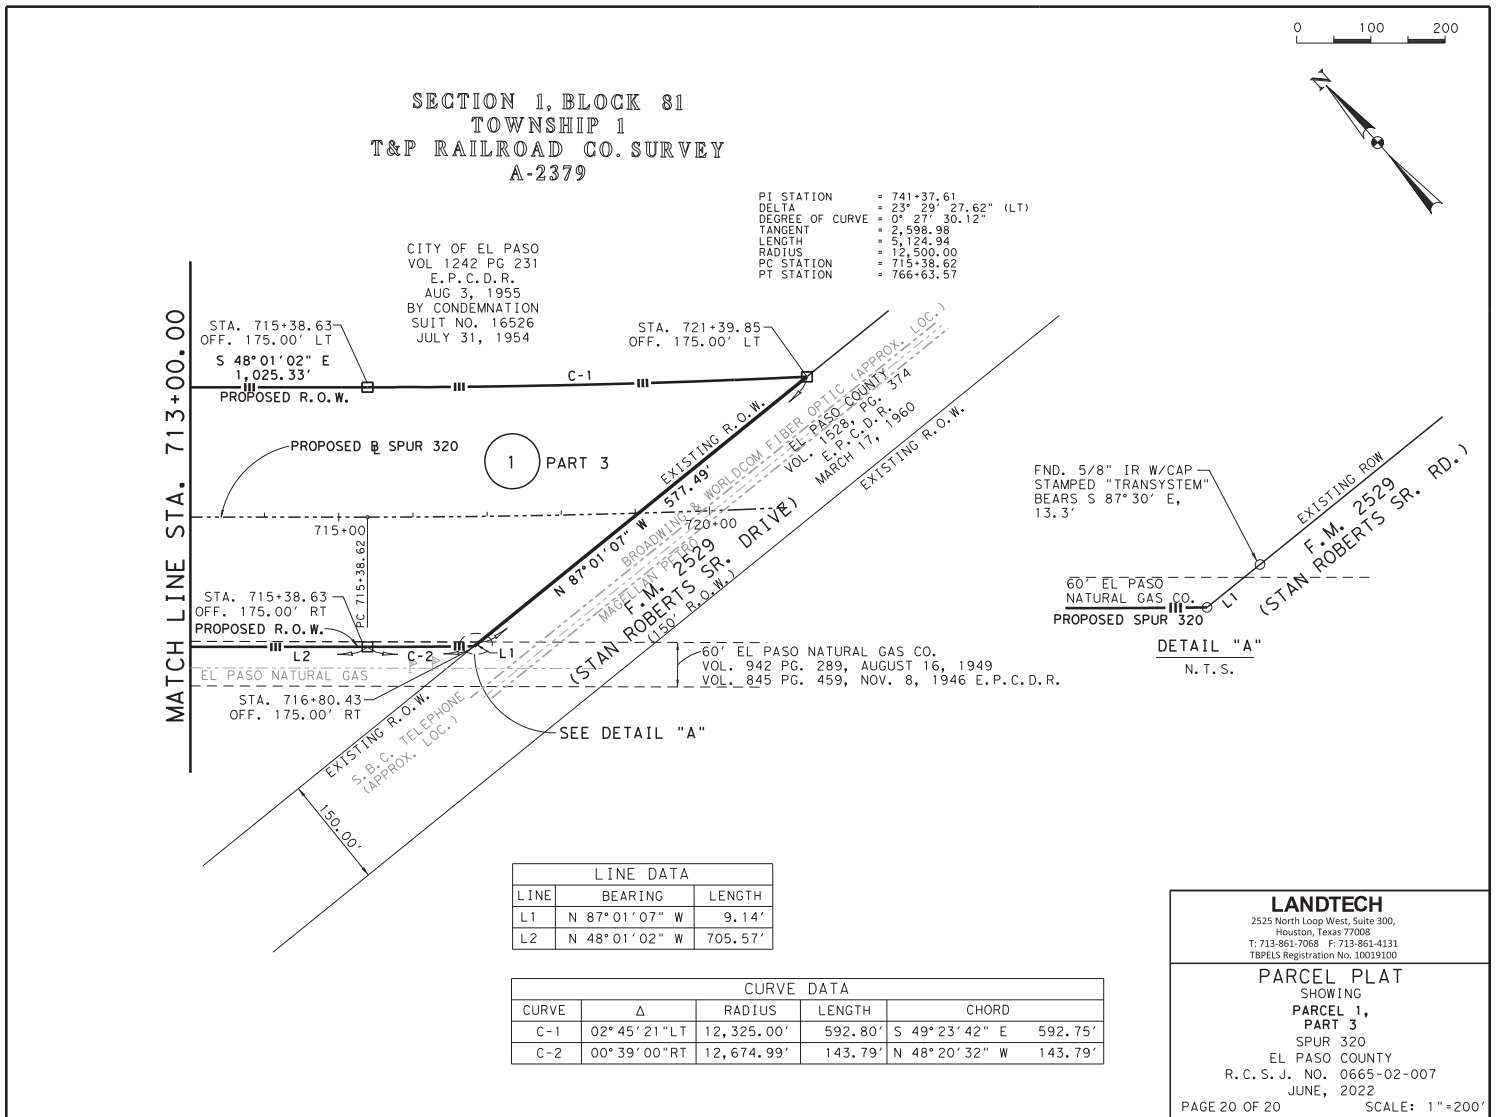 0 100 200
N
SECTION 1, BLOCK 81
TOWNSHIP 1
T&P RAILROAD CO. SURVEY
A-2379
PI STATION = 741+37.61
DELTA = 23° 29' 27.62" (LT)
DEGREE OF CURVE = 0° 27' 30.12"
TANGENT = 2,598.98
LENGTH = 5,124.94
RADIUS = 12,500.00
PC STATION = 715+38.62
PT STATION = 766+63.57
CITY OF EL PASO
VOL 1242 PG 231
E.P.C.D.R.
AUG 3, 1955
BY CONDEMNATION
SUIT NO. 16526
JULY 31, 1954
MATCH LINE STA. 713+00.00
STA. 715+38.63
OFF. 175.00' LT
S 48°01'02" E
1,025.33'
PROPOSED R.O.W.
C-1
STA. 721+39.85
OFF. 175.00' LT
PROPOSED ⅊ SPUR 320
1 PART 3
715+00
PC 715+38.62
720+00
EXISTING R.O.W.
N 87°01'07" W 577.49'
BROADWING & WORLDCOM FIBER OPTIC (APPROX. LOC.)
MAGELLAN PETRO
EL PASO COUNTY
VOL. 1528, PG. 374
E.P.C.D.R.
MARCH 17, 1960
EXISTING R.O.W.
F.M. 2529
(STAN ROBERTS SR. DRIVE)
(150' R.O.W.)
STA. 715+38.63
OFF. 175.00' RT
PROPOSED R.O.W.
L2
C-2
L1
EL PASO NATURAL GAS
STA. 716+80.43
OFF. 175.00' RT
60' EL PASO NATURAL GAS CO.
VOL. 942 PG. 289, AUGUST 16, 1949
VOL. 845 PG. 459, NOV. 8, 1946 E.P.C.D.R.
SEE DETAIL "A"
EXISTING R.O.W.
S.B.C. TELEPHONE
(APPROX. LOC.)
150.00'
FND. 5/8" IR W/CAP
STAMPED "TRANSYSTEM"
BEARS S 87°30' E,
13.3'
EXISTING ROW
F.M. 2529
(STAN ROBERTS SR. RD.)
60' EL PASO
NATURAL GAS CO.
L1
PROPOSED SPUR 320
DETAIL "A"
N.T.S.
LINE DATA
LINE BEARING LENGTH
L1 N 87°01'07" W 9.14'
L2 N 48°01'02" W 705.57'
CURVE DATA
CURVE Δ RADIUS LENGTH CHORD
C-1 02°45'21"LT 12,325.00' 592.80' S 49°23'42" E 592.75'
C-2 00°39'00"RT 12,674.99' 143.79' N 48°20'32" W 143.79'
LANDTECH
2525 North Loop West, Suite 300,
Houston, Texas 77008
T: 713-861-7068 F: 713-861-4131
TBPELS Registration No. 10019100
PARCEL PLAT
SHOWING
PARCEL 1,
PART 3
SPUR 320
EL PASO COUNTY
R.C.S.J. NO. 0665-02-007
JUNE, 2022
PAGE 20 OF 20 SCALE: 1"=200'